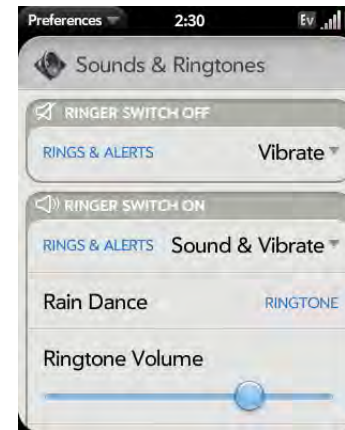 Preferences 2:30 Ev
Sounds & Ringtones
RINGER SWITCH OFF
RINGS & ALERTS Vibrate
RINGER SWITCH ON
RINGS & ALERTS Sound & Vibrate
Rain Dance RINGTONE
Ringtone Volume